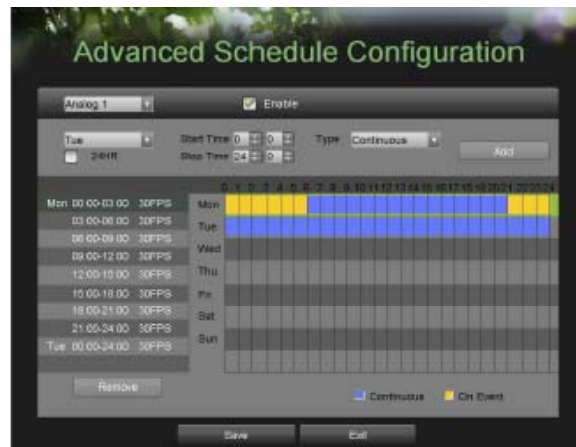 Advanced Schedule Configuration
Analog 1
Enable
Tue
Start Time 0 0
Type Continuous
24HR
Stop Time 24 0
Add
0 1 2 3 4 5 6 7 8 9 10 11 12 13 14 15 16 17 18 19 20 21 22 23 24
Mon 00:00-03:00 30FPS
03:00-06:00 30FPS
06:00-09:00 30FPS
09:00-12:00 30FPS
12:00-15:00 30FPS
15:00-18:00 30FPS
18:00-21:00 30FPS
21:00-24:00 30FPS
Tue 00:00-24:00 30FPS
Mon
Tue
Wed
Thu
Fri
Sat
Sun
Remove
Continuous
On Event
Save
Exit